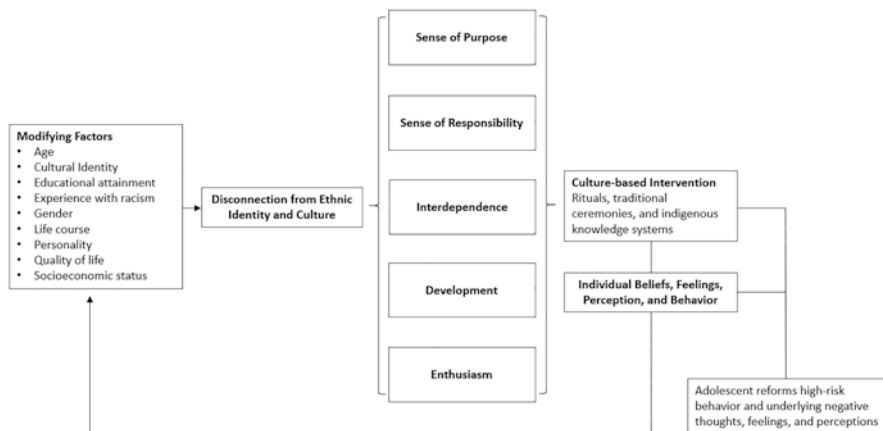 Modifying Factors
• Age
• Cultural Identity
• Educational attainment
• Experience with racism
• Gender
• Life course
• Personality
• Quality of life
• Socioeconomic status
Disconnection from Ethnic
Identity and Culture
Sense of Purpose
Sense of Responsibility
Interdependence
Development
Enthusiasm
Culture-based Intervention
Rituals, traditional
ceremonies, and indigenous
knowledge systems
Individual Beliefs, Feelings,
Perception, and Behavior
Adolescent reforms high-risk
behavior and underlying negative
thoughts, feelings, and perceptions